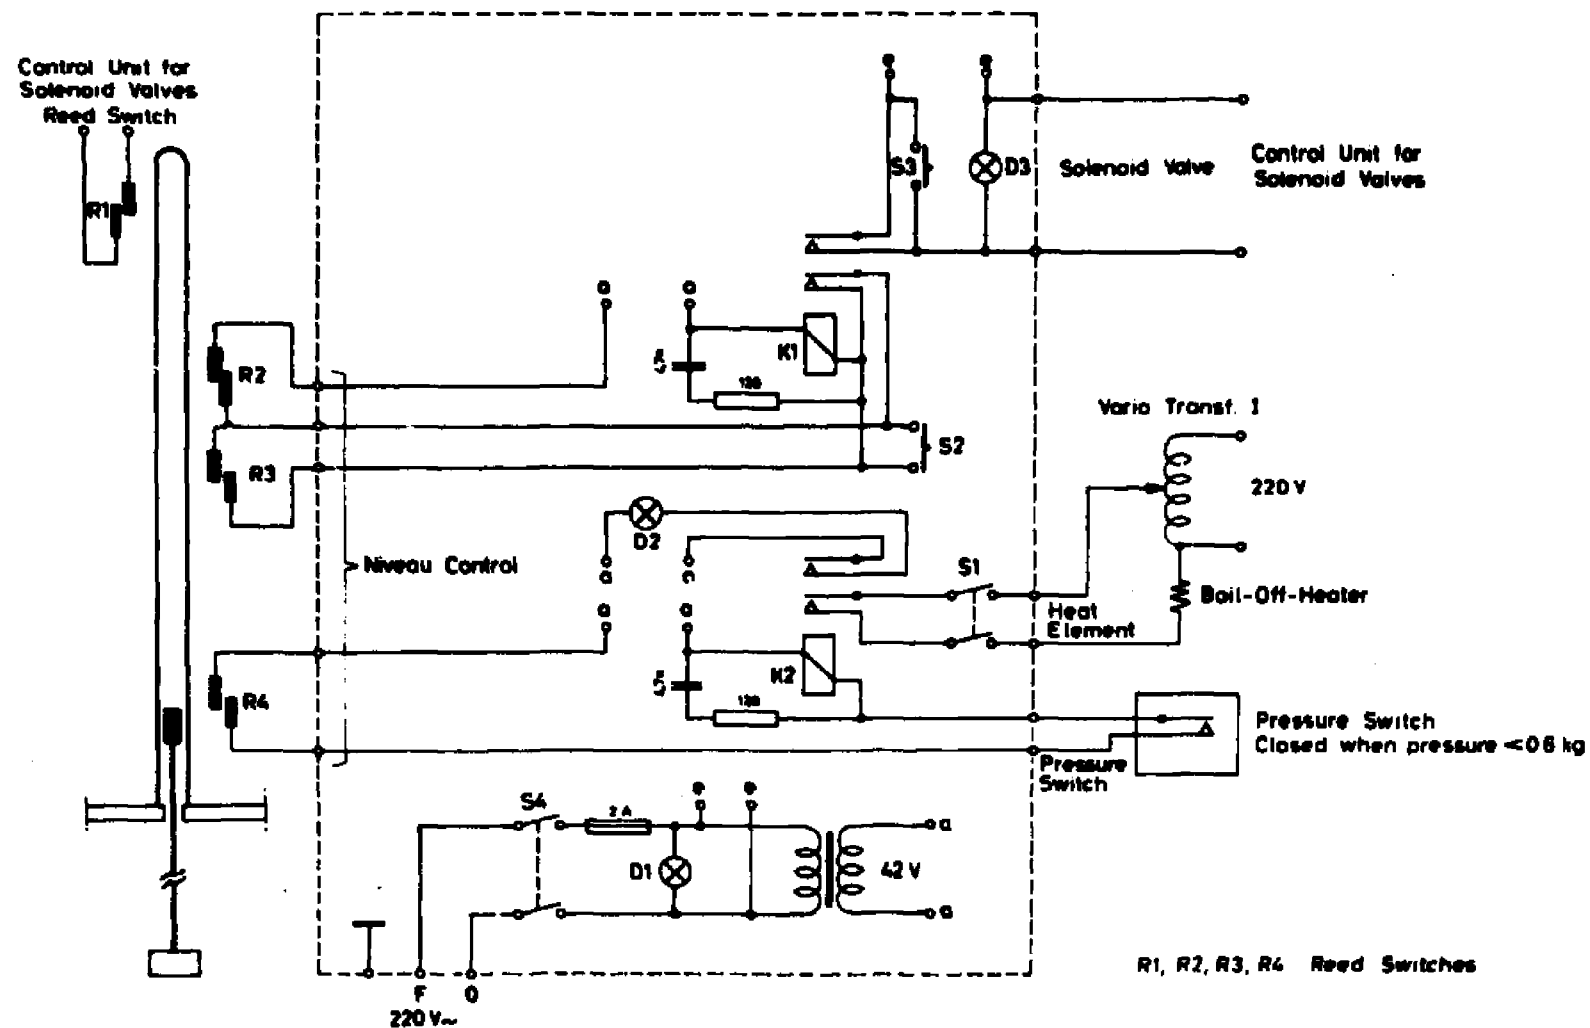 Control Unit for
Solenoid Valves
Reed Switch
R1
S3
D3
Solenoid Valve
Control Unit for
Solenoid Valves
a
a
K1
R2
R3
S2
Vario Transf. 1
220 V
D2
Niveau Control
a
a
a
a
S1
Heat
Element
Boil-Off-Heater
K2
R4
Pressure Switch
Closed when pressure <0 6 kg
Pressure
Switch
S4
2 A
D1
42 V
a
a
F
0
220 V~
R1, R2, R3, R4 Reed Switches